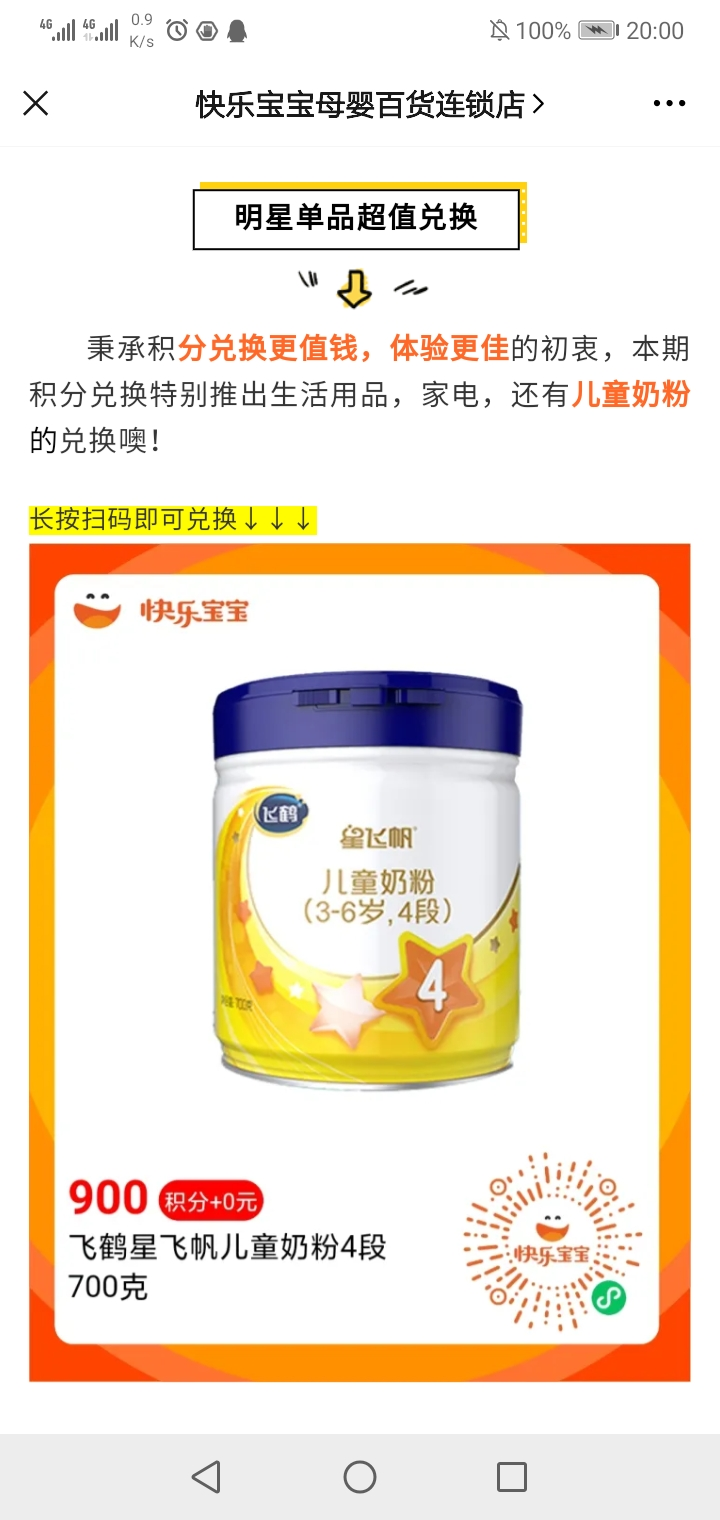 4G 4G 0.9 K/s 100% 20:00
快乐宝宝母婴百货连锁店
明星单品超值兑换
秉承积分兑换更值钱，体验更佳的初衷，本期
积分兑换特别推出生活用品，家电，还有儿童奶粉
的兑换噢！
长按扫码即可兑换↓↓↓
快乐宝宝
飞鹤
星飞帆
儿童奶粉
（3-6岁,4段）
4
700克
900 积分+0元
飞鹤星飞帆儿童奶粉4段
700克
快乐宝宝